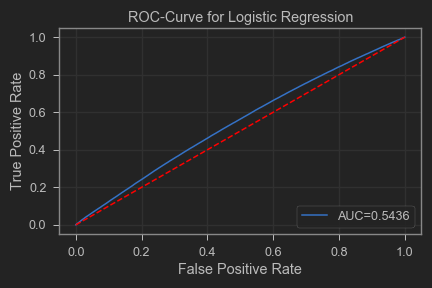 ROC-Curve for Logistic Regression
1.0
0.8
0.6
0.4
0.2
0.0
True Positive Rate
AUC=0.5436
0.0 0.2 0.4 0.6 0.8 1.0
False Positive Rate